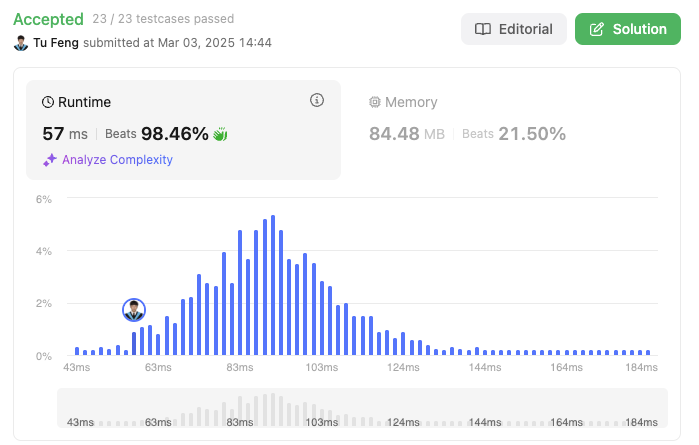 Accepted 23 / 23 testcases passed
Tu Feng submitted at Mar 03, 2025 14:44
Editorial
Solution
Runtime
57 ms Beats 98.46%
Analyze Complexity
Memory
84.48 MB Beats 21.50%
6%
4%
2%
0%
43ms 63ms 83ms 103ms 124ms 144ms 164ms 184ms
43ms 63ms 83ms 103ms 124ms 144ms 164ms 184ms